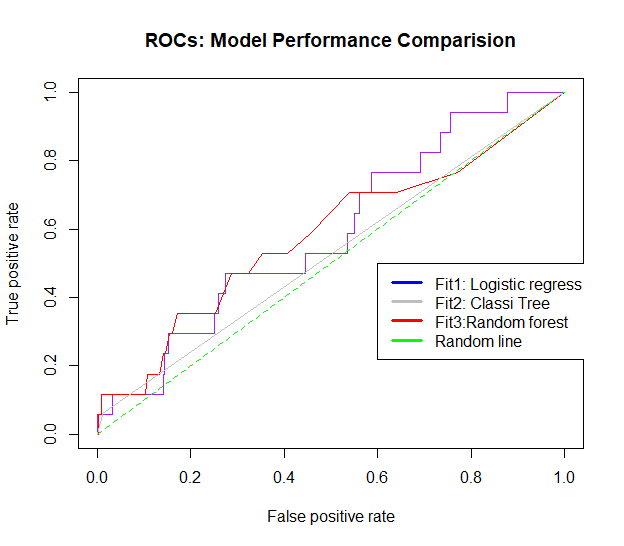 ROCs: Model Performance Comparision
True positive rate
1.0
0.8
0.6
0.4
0.2
0.0
Fit1: Logistic regress
Fit2: Classi Tree
Fit3:Random forest
Random line
0.0 0.2 0.4 0.6 0.8 1.0
False positive rate